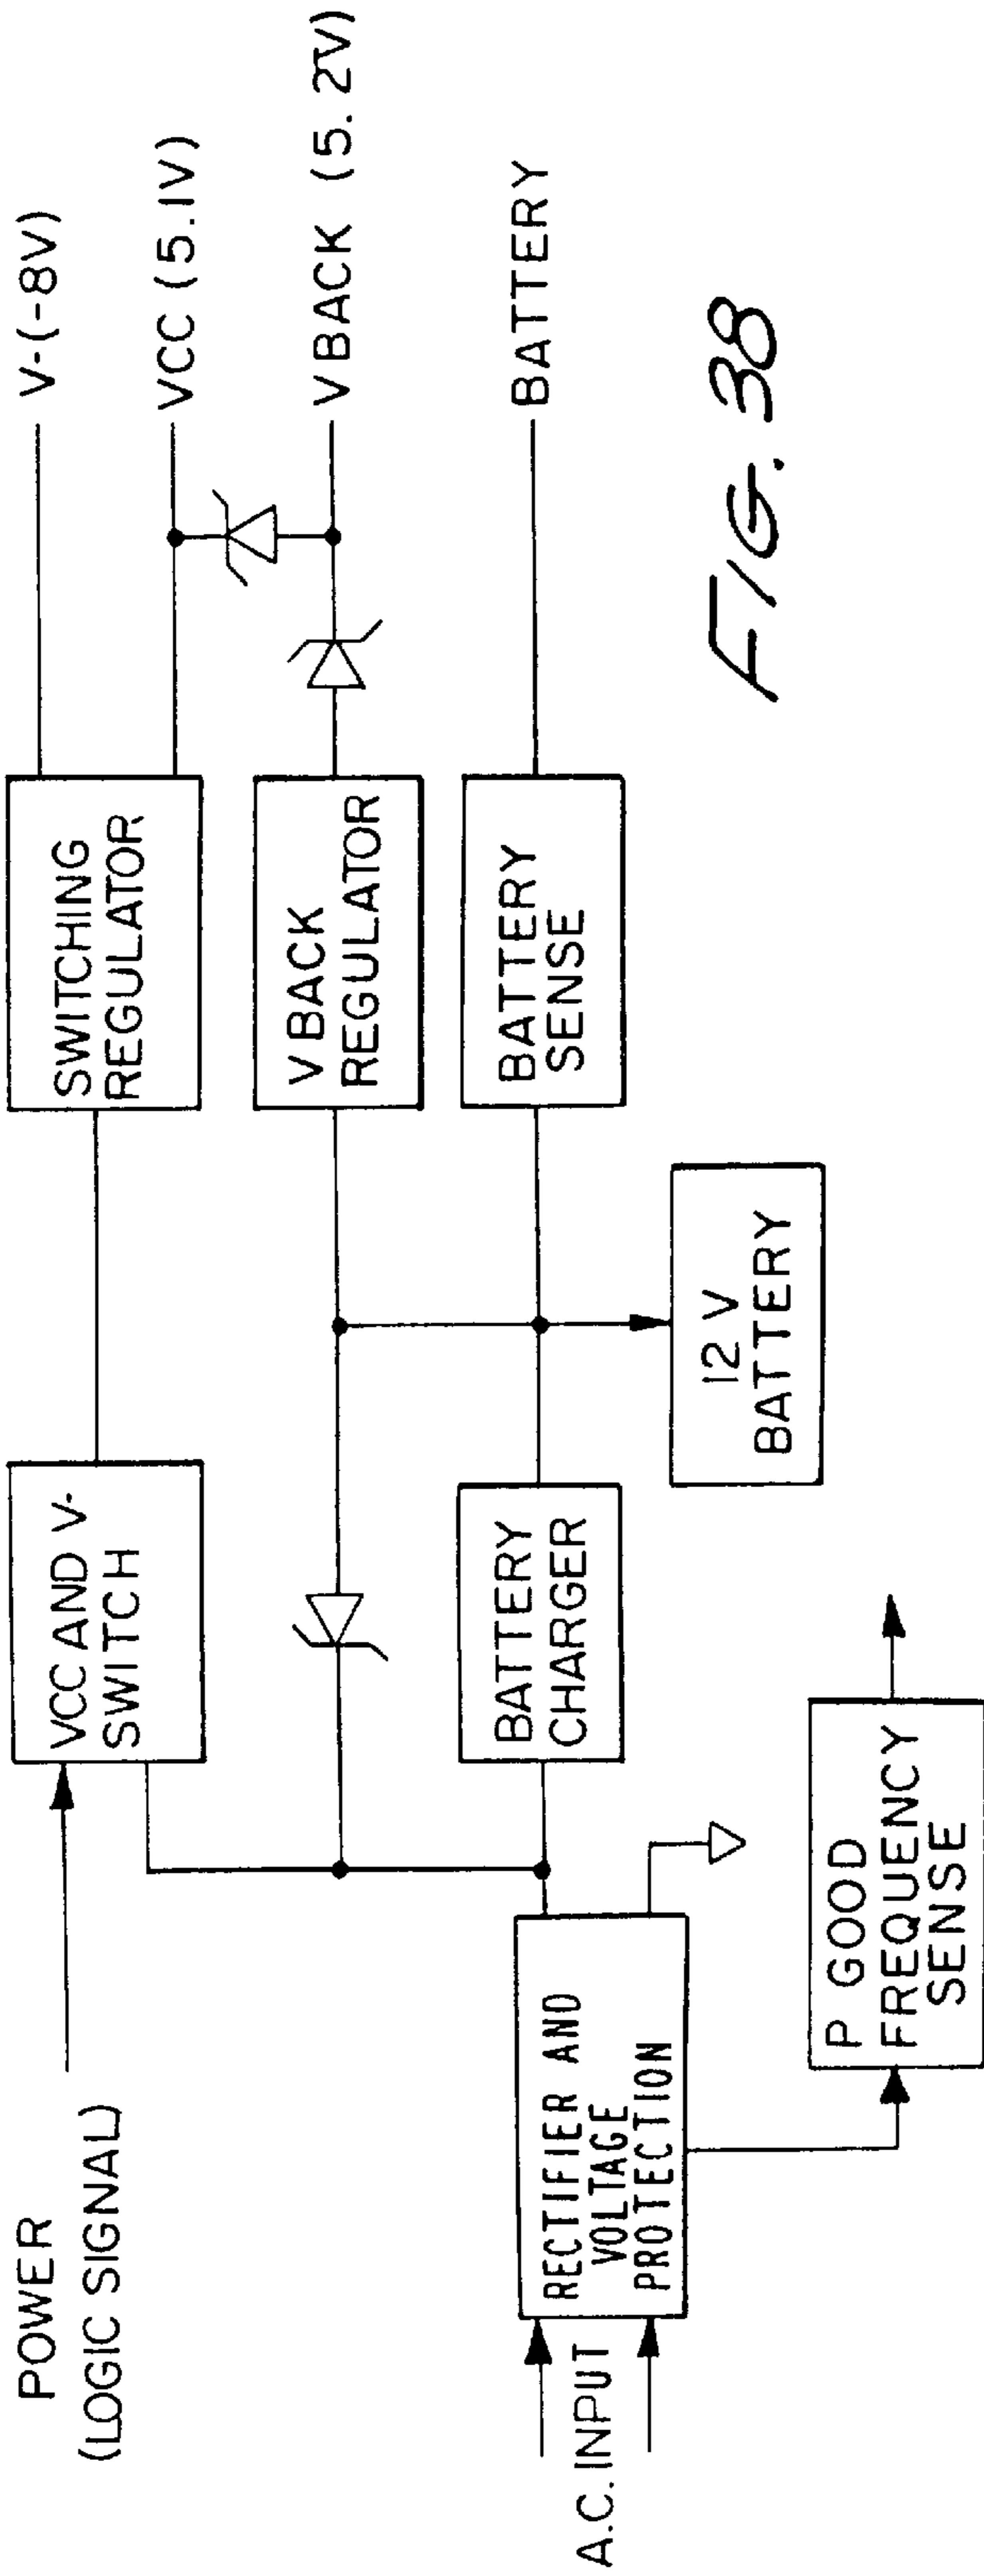 POWER
(LOGIC SIGNAL)
VCC AND V-
SWITCH
SWITCHING
REGULATOR
V-(-8V)
VCC (5.1V)
V BACK
REGULATOR
V BACK (5.2V)
A.C. INPUT
RECTIFIER AND
VOLTAGE
PROTECTION
BATTERY
CHARGER
BATTERY
SENSE
BATTERY
12 V
BATTERY
P GOOD
FREQUENCY
SENSE
FIG. 38